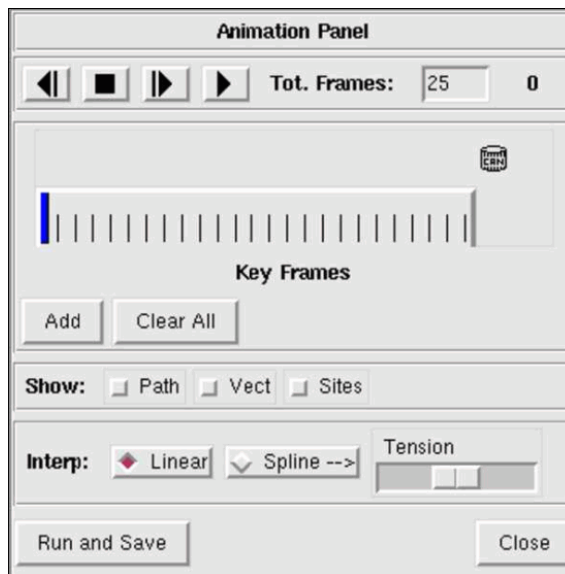 Animation Panel
Tot. Frames: 25 0
CAN
Key Frames
Add Clear All
Show: Path Vect Sites
Tension
Interp: Linear Spline -->
Run and Save Close